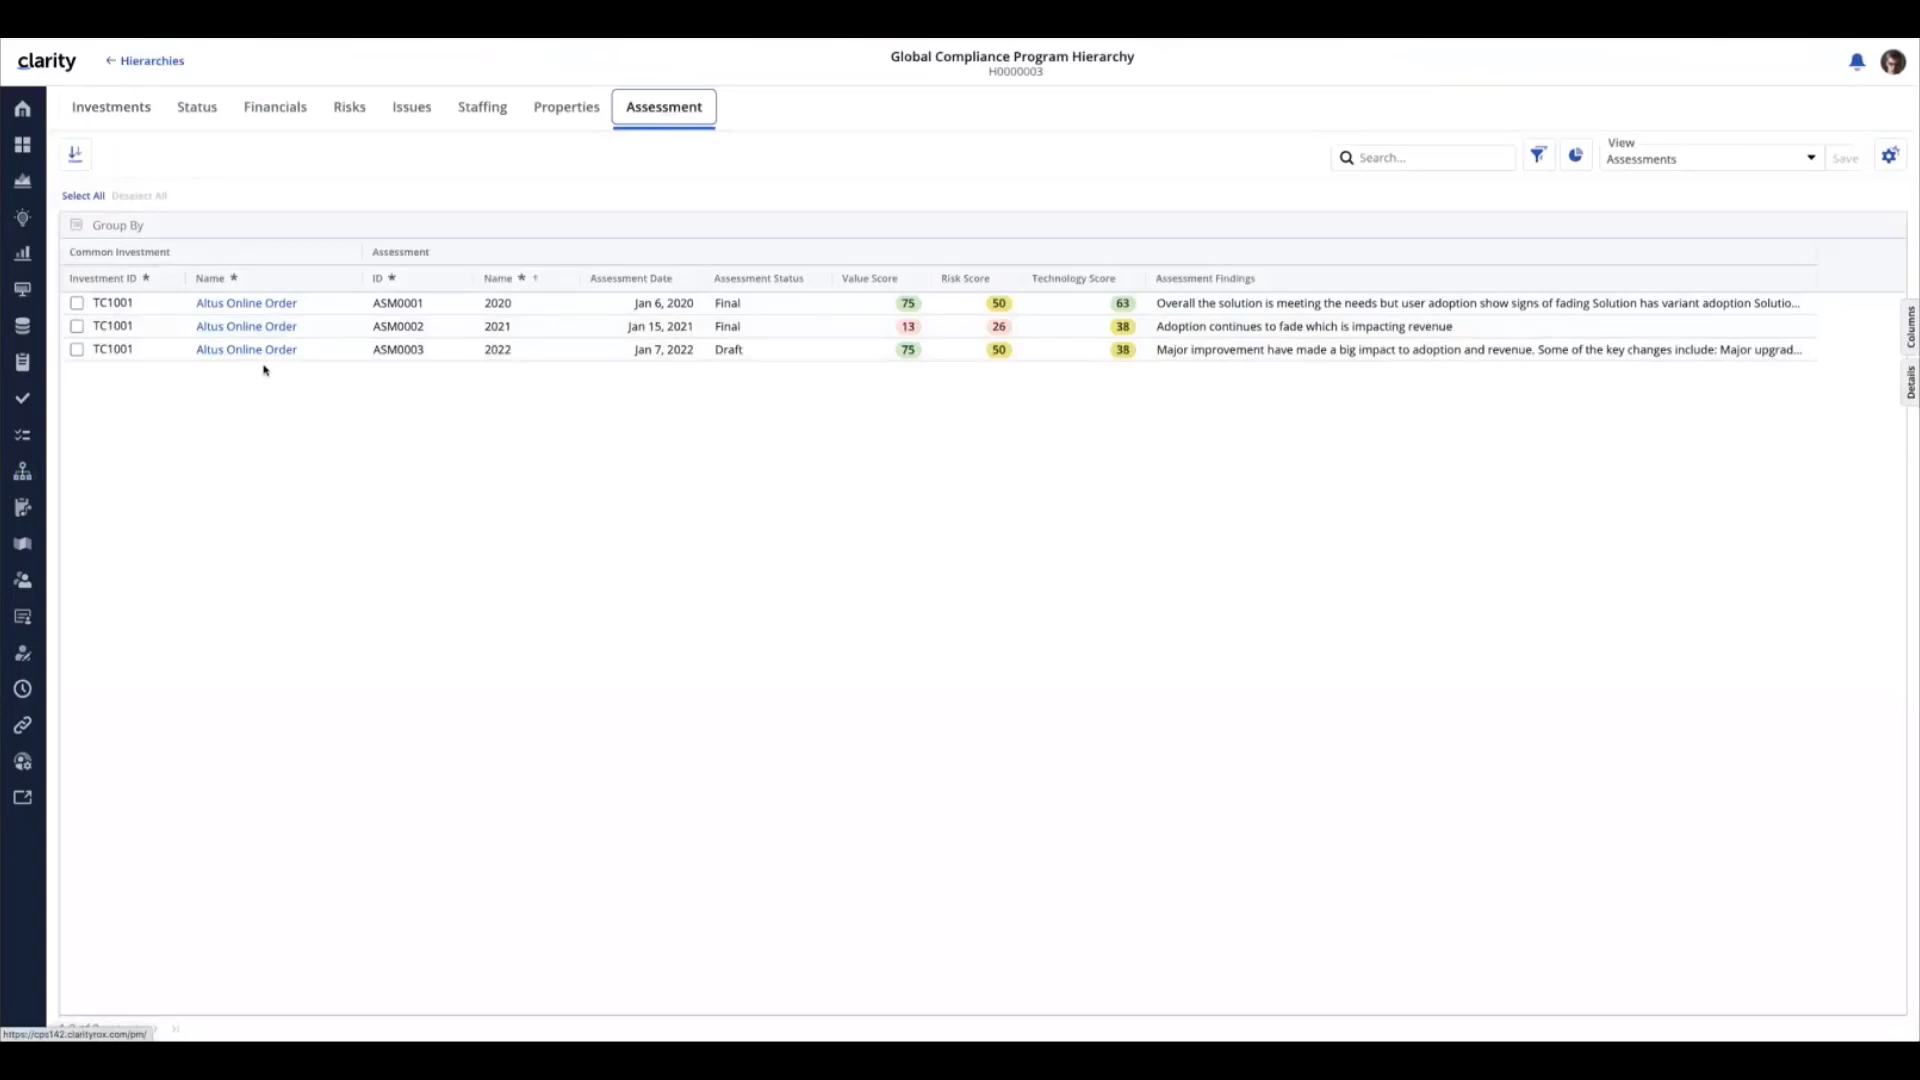 clarity
← Hierarchies
Global Compliance Program Hierarchy
H0000003
Investments Status Financials Risks Issues Staffing Properties Assessment
Search...
View
Assessments
Save
Select All Deselect All
Group By
Common Investment Assessment
Investment ID * Name * ID * Name * ↑ Assessment Date Assessment Status Value Score Risk Score Technology Score Assessment Findings
TC1001 Altus Online Order ASM0001 2020 Jan 6, 2020 Final 75 50 63 Overall the solution is meeting the needs but user adoption show signs of fading Solution has variant adoption Solutio...
TC1001 Altus Online Order ASM0002 2021 Jan 15, 2021 Final 13 26 38 Adoption continues to fade which is impacting revenue
TC1001 Altus Online Order ASM0003 2022 Jan 7, 2022 Draft 75 50 38 Major improvement have made a big impact to adoption and revenue. Some of the key changes include: Major upgrad...
Columns
Details
https://cps142.clarityrox.com/pm/